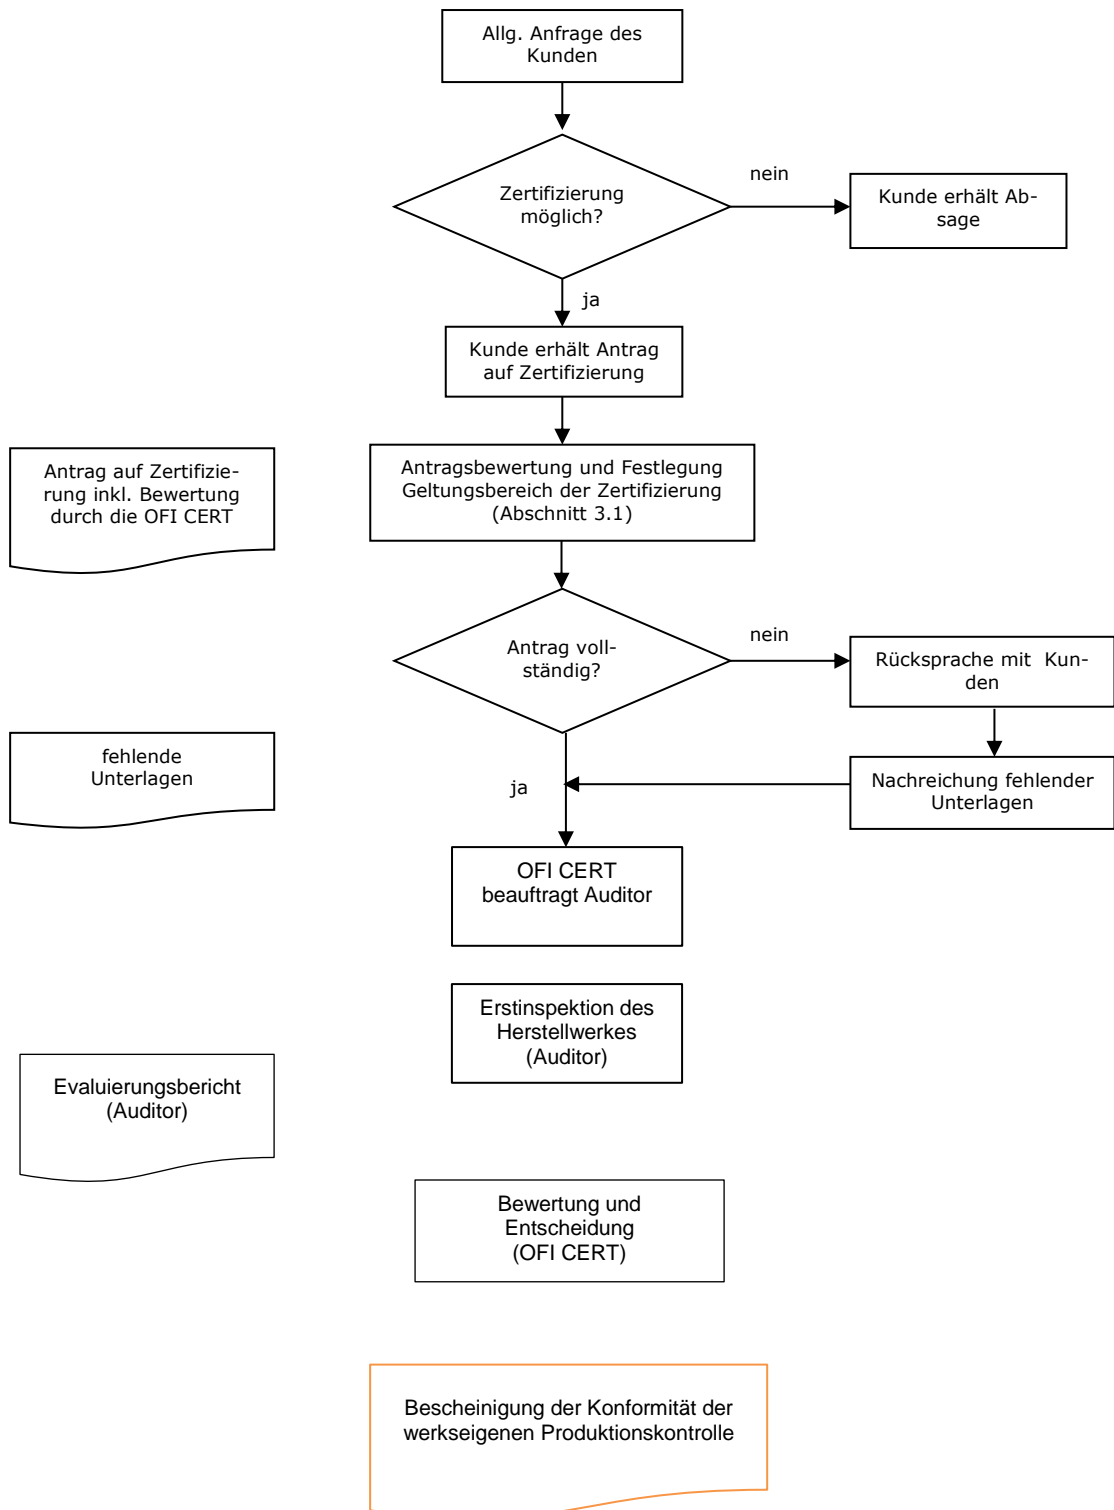 Allg. Anfrage des
Kunden
Zertifizierung
möglich?
nein
Kunde erhält Ab-
sage
ja
Kunde erhält Antrag
auf Zertifizierung
Antrag auf Zertifizie-
rung inkl. Bewertung
durch die OFI CERT
Antragsbewertung und Festlegung
Geltungsbereich der Zertifizierung
(Abschnitt 3.1)
Antrag voll-
ständig?
nein
Rücksprache mit  Kun-
den
fehlende
Unterlagen
ja
Nachreichung fehlender
Unterlagen
OFI CERT
beauftragt Auditor
Erstinspektion des
Herstellwerkes
(Auditor)
Evaluierungsbericht
(Auditor)
Bewertung und
Entscheidung
(OFI CERT)
Bescheinigung der Konformität der
werkseigenen Produktionskontrolle